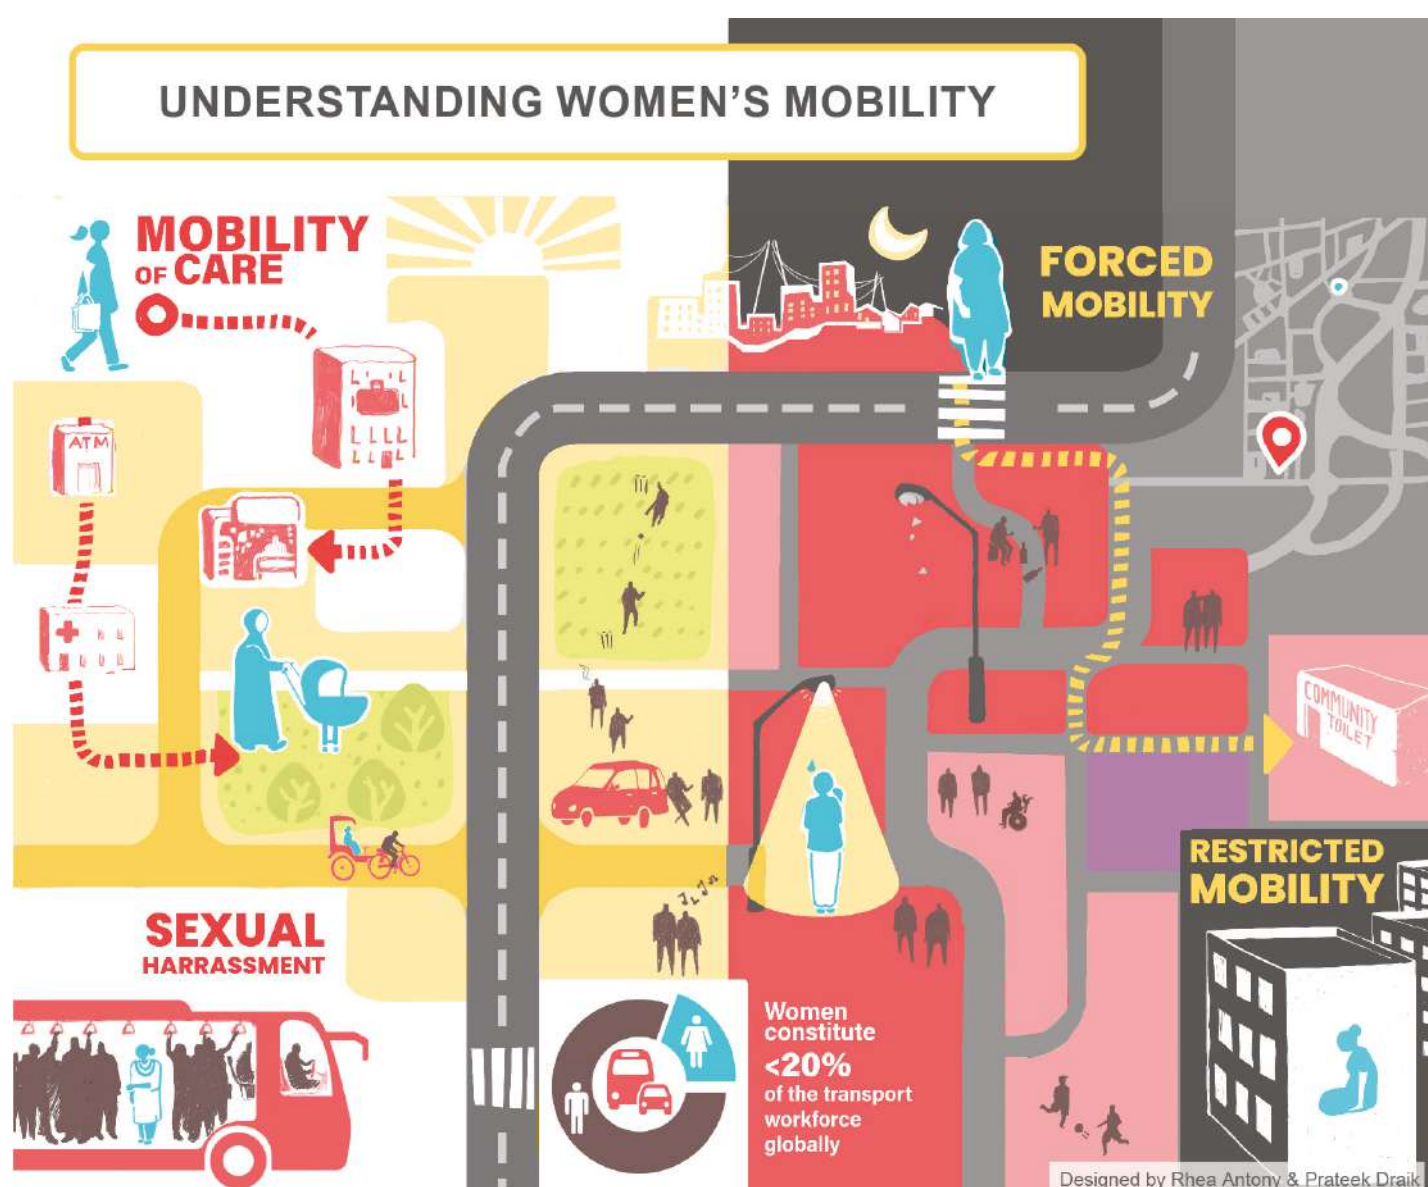 UNDERSTANDING WOMEN'S MOBILITY
MOBILITY
OF CARE
FORCED
MOBILITY
ATM
COMMUNITY
TOILET
RESTRICTED
MOBILITY
SEXUAL
HARRASSMENT
Women
constitute
<20%
of the transport
workforce
globally
Designed by Rhea Antony & Prateek Draik